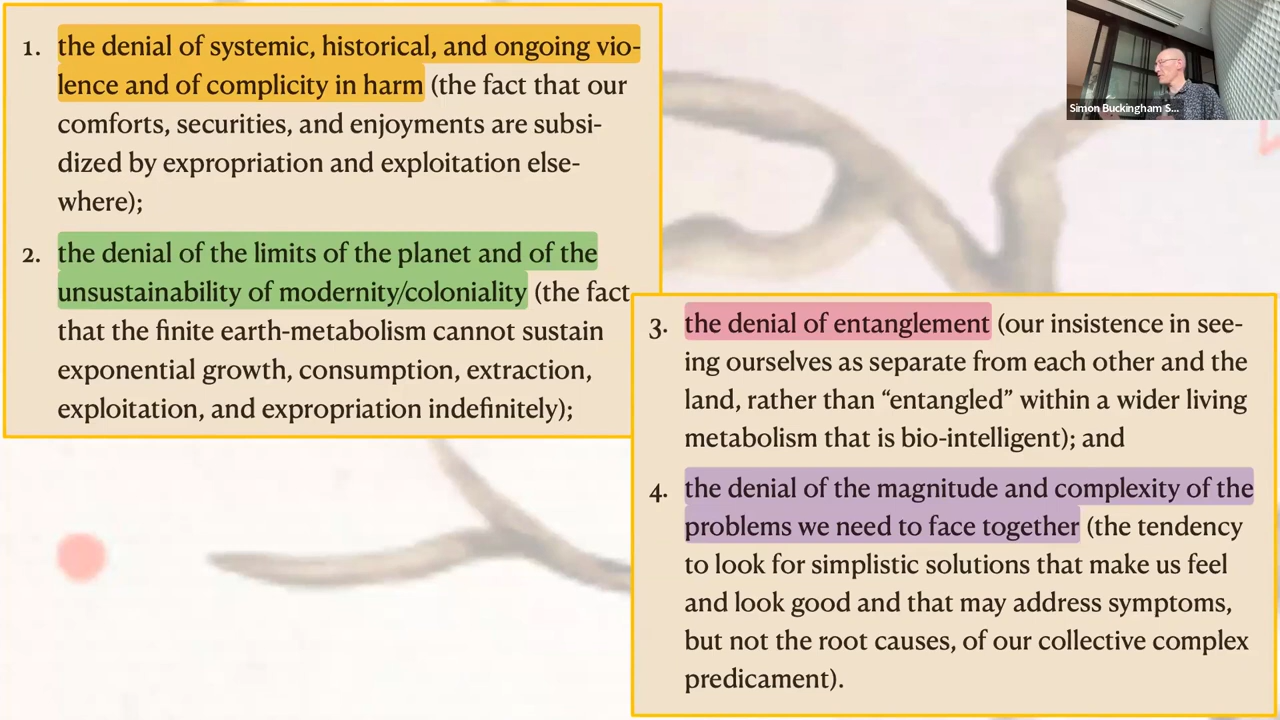 1. the denial of systemic, historical, and ongoing vio-
lence and of complicity in harm (the fact that our
comforts, securities, and enjoyments are subsi-
dized by expropriation and exploitation else-
where);
2. the denial of the limits of the planet and of the
unsustainability of modernity/coloniality (the fact
that the finite earth-metabolism cannot sustain
exponential growth, consumption, extraction,
exploitation, and expropriation indefinitely);
3. the denial of entanglement (our insistence in see-
ing ourselves as separate from each other and the
land, rather than “entangled” within a wider living
metabolism that is bio-intelligent); and
4. the denial of the magnitude and complexity of the
problems we need to face together (the tendency
to look for simplistic solutions that make us feel
and look good and that may address symptoms,
but not the root causes, of our collective complex
predicament).
Simon Buckingham S...